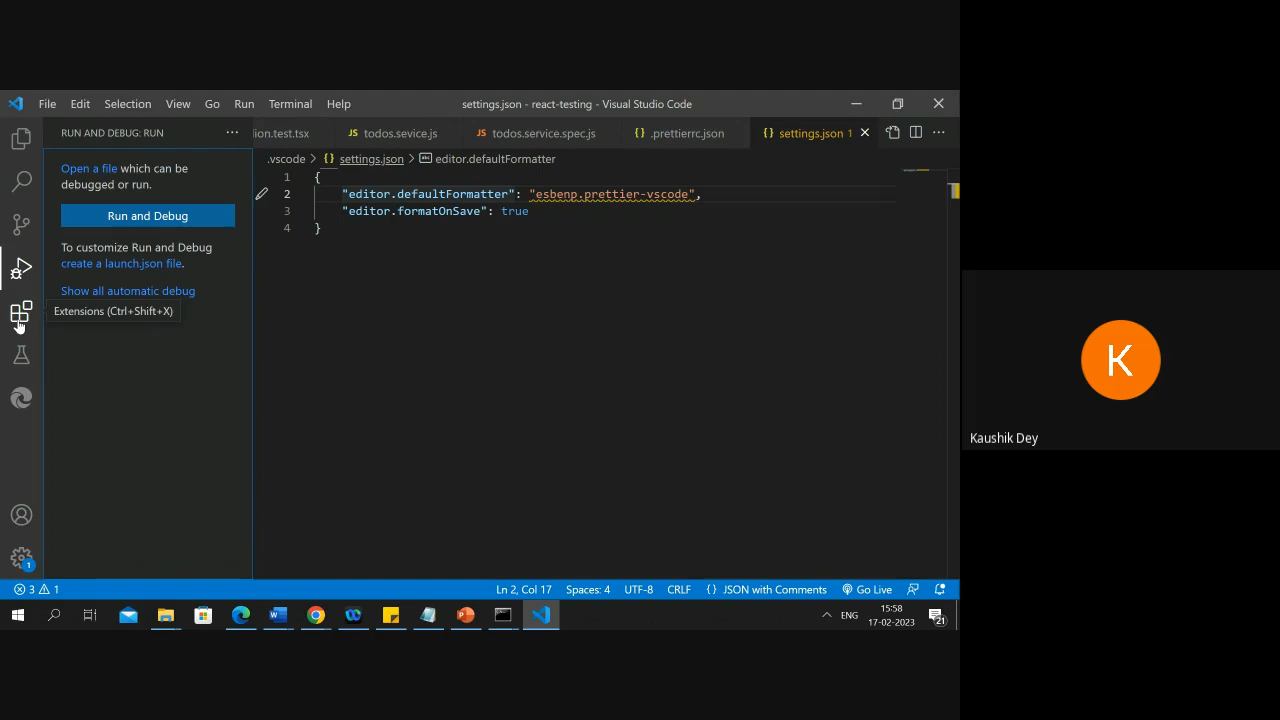 File Edit Selection View Go Run Terminal Help
settings.json - react-testing - Visual Studio Code
RUN AND DEBUG: RUN
ion.test.tsx
JS todos.sevice.js
JS todos.service.spec.js
{} .prettierrc.json
{} settings.json 1
.vscode > {} settings.json > abc editor.defaultFormatter
Open a file which can be
debugged or run.
Run and Debug
To customize Run and Debug
create a launch.json file.
Show all automatic debug
Extensions (Ctrl+Shift+X)
1 {
2 "editor.defaultFormatter": "esbenp.prettier-vscode",
3 "editor.formatOnSave": true
4 }
1
3 1
Ln 2, Col 17 Spaces: 4 UTF-8 CRLF {} JSON with Comments Go Live
ENG
15:58
17-02-2023
21
K
Kaushik Dey